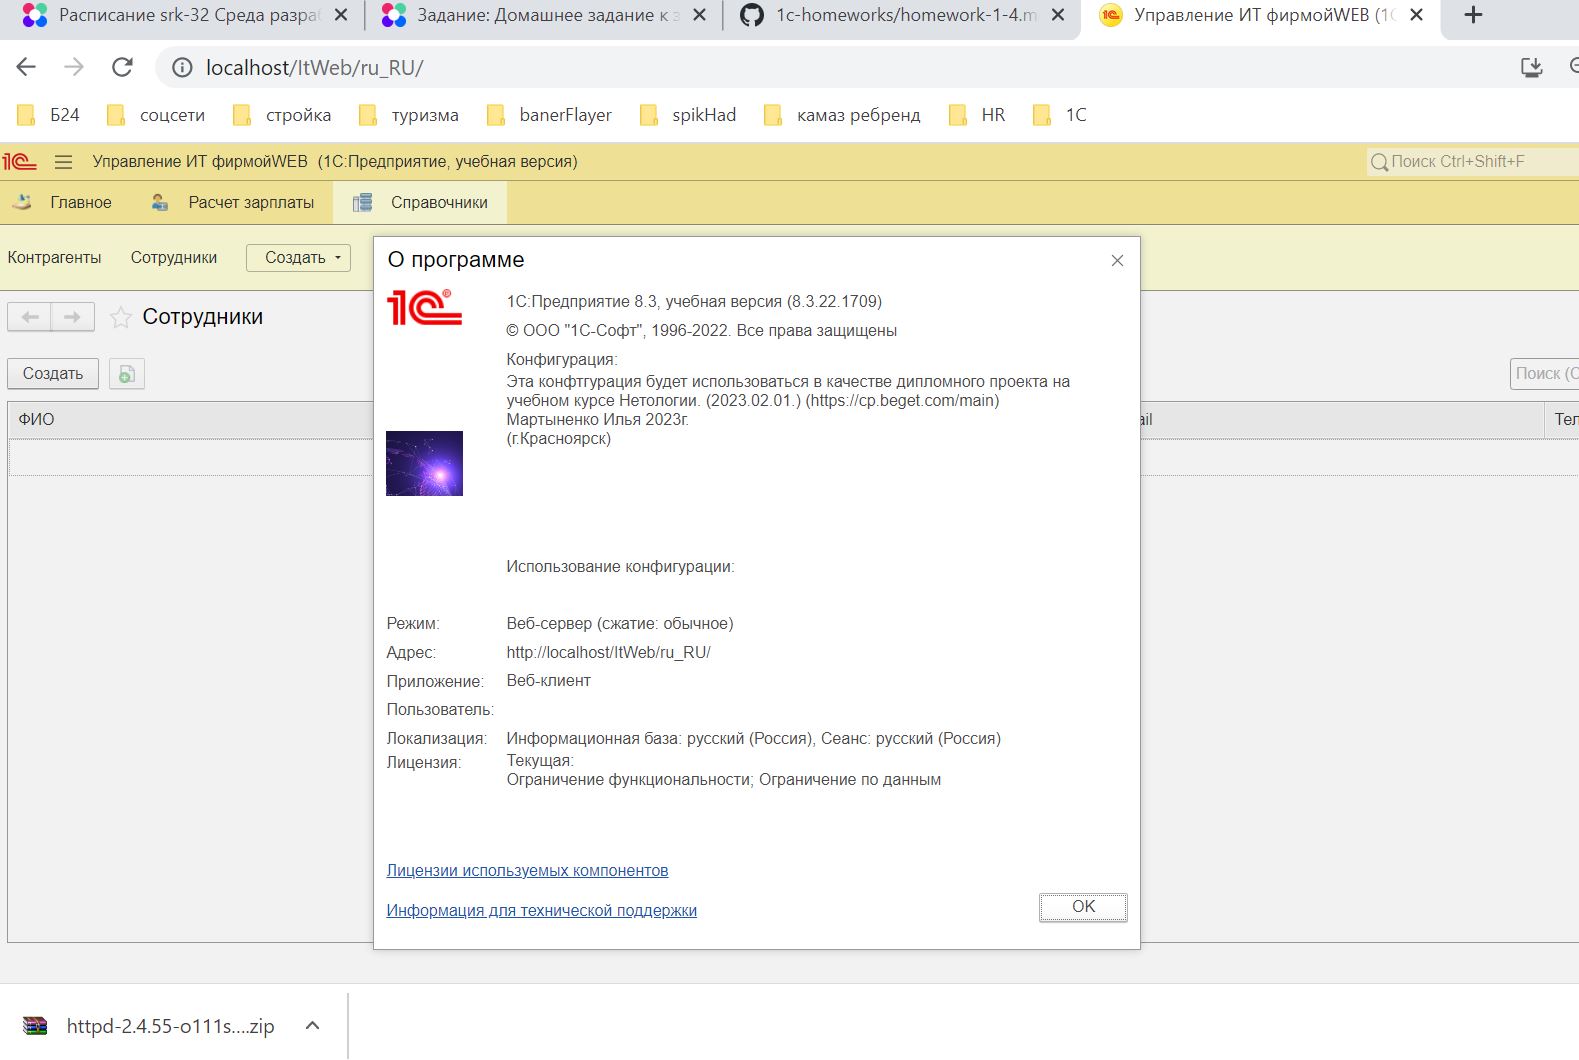 Расписание srk-32 Среда разраб
Задание: Домашнее задание к з
1c-homeworks/homework-1-4.m
Управление ИТ фирмойWEB (1С
localhost/ItWeb/ru_RU/
Б24 соцсети стройка туризма banerFlayer spikHad камаз ребренд HR 1С
Управление ИТ фирмойWEB (1С:Предприятие, учебная версия)
Поиск Ctrl+Shift+F
Главное Расчет зарплаты Справочники
Контрагенты Сотрудники Создать
Сотрудники
Создать
Поиск (C
ФИО
ail
Тел
О программе
1С:Предприятие 8.3, учебная версия (8.3.22.1709)
© ООО "1С-Софт", 1996-2022. Все права защищены
Конфигурация:
Эта конфтгурация будет использоваться в качестве дипломного проекта на
учебном курсе Нетологии. (2023.02.01.) (https://cp.beget.com/main)
Мартыненко Илья 2023г.
(г.Красноярск)
Использование конфигурации:
Режим: Веб-сервер (сжатие: обычное)
Адрес: http://localhost/ItWeb/ru_RU/
Приложение: Веб-клиент
Пользователь:
Локализация: Информационная база: русский (Россия), Сеанс: русский (Россия)
Лицензия: Текущая:
Ограничение функциональности; Ограничение по данным
Лицензии используемых компонентов
Информация для технической поддержки
OK
httpd-2.4.55-o111s....zip